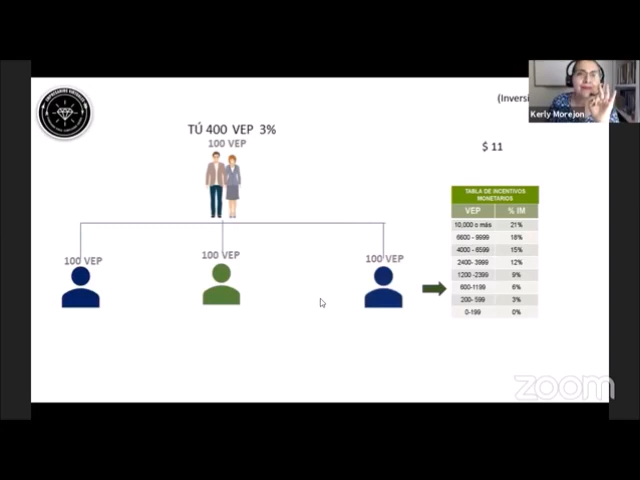 (Inversi
Kerly Morejon
TÚ 400 VEP 3%
100 VEP
$ 11
TABLA DE INCENTIVOS
MONETARIOS
VEP % IM
10,000 o más 21%
6600 - 9999 18%
4000 - 6599 15%
2400- 3999 12%
1200 -2399 9%
600-1199 6%
200- 599 3%
0-199 0%
100 VEP
100 VEP
100 VEP
zoom